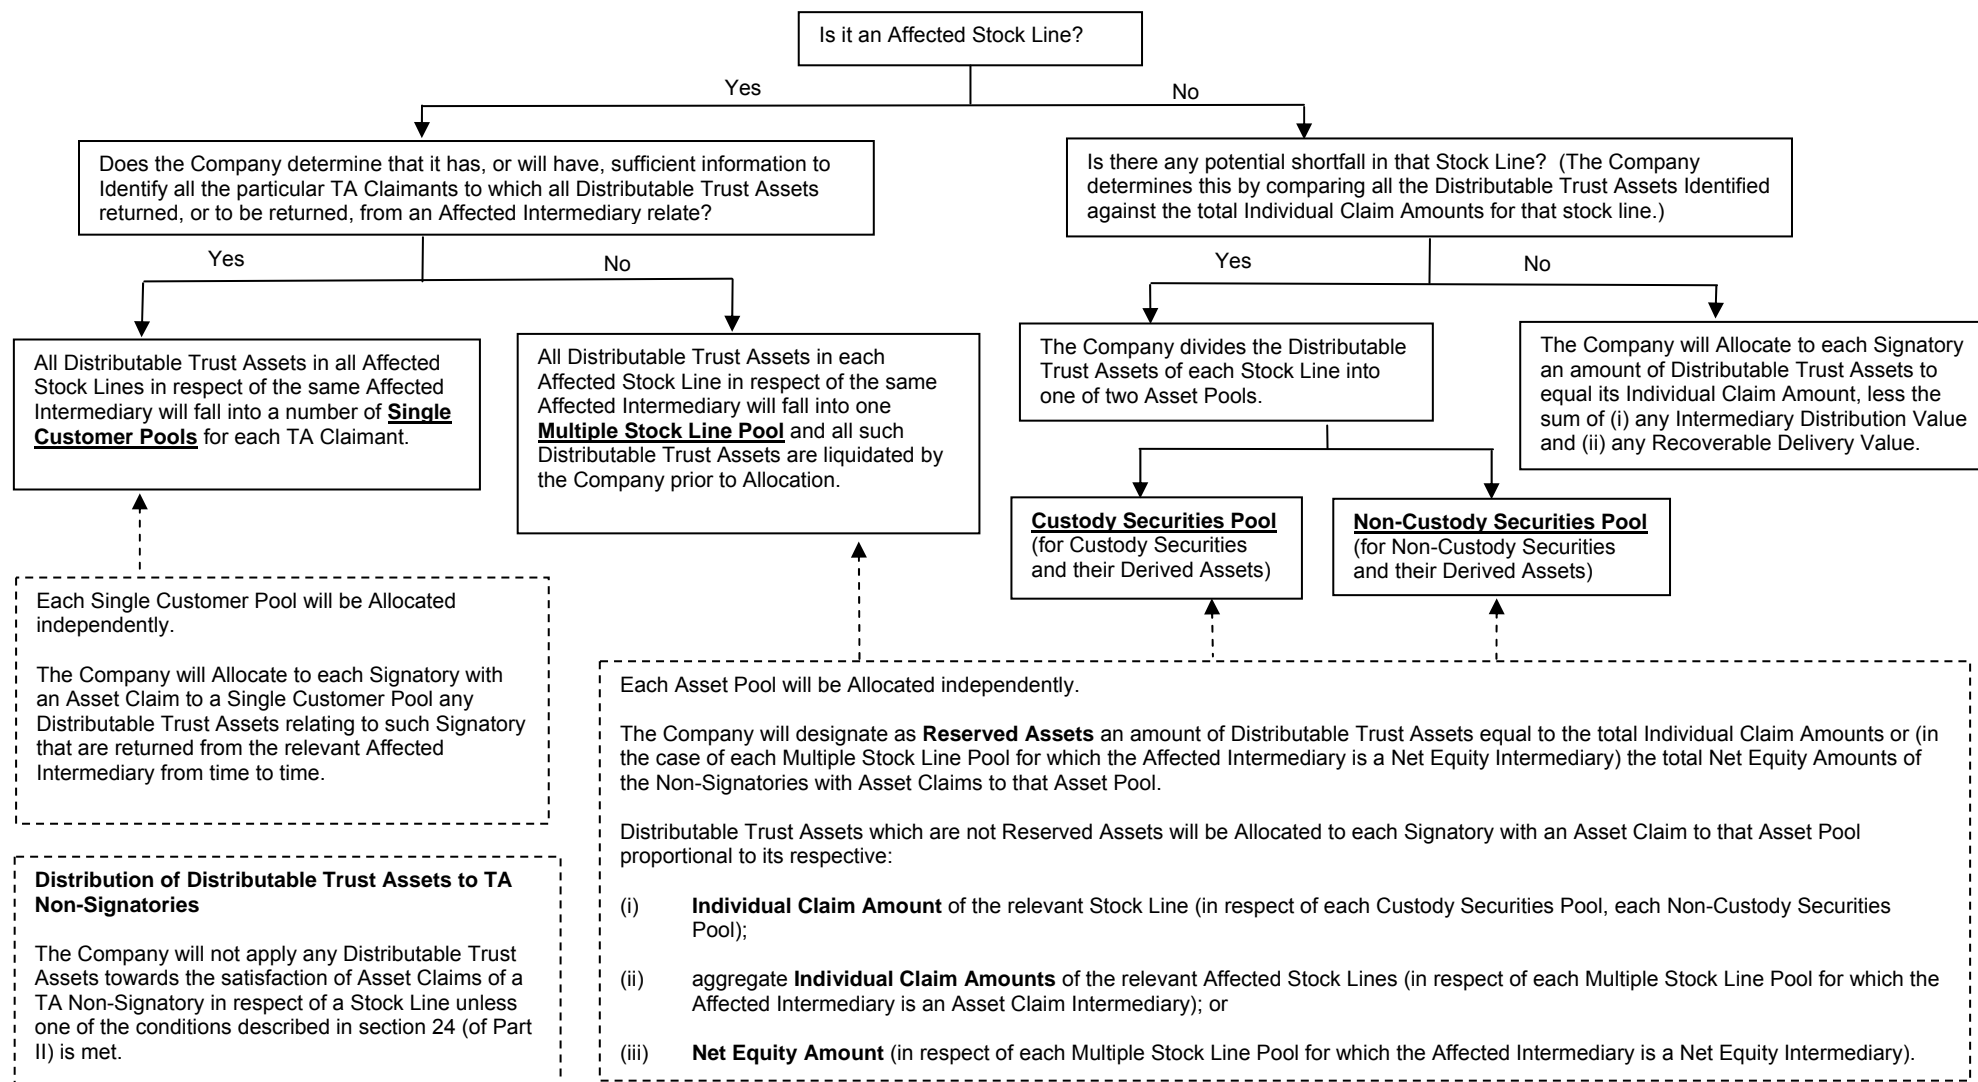 Is it an Affected Stock Line?
Yes
No
Does the Company determine that it has, or will have, sufficient information to
Identify all the particular TA Claimants to which all Distributable Trust Assets
returned, or to be returned, from an Affected Intermediary relate?
Is there any potential shortfall in that Stock Line? (The Company
determines this by comparing all the Distributable Trust Assets Identified
against the total Individual Claim Amounts for that stock line.)
Yes
No
Yes
No
All Distributable Trust Assets in all Affected
Stock Lines in respect of the same Affected
Intermediary will fall into a number of Single
Customer Pools for each TA Claimant.
All Distributable Trust Assets in each
Affected Stock Line in respect of the same
Affected Intermediary will fall into one
Multiple Stock Line Pool and all such
Distributable Trust Assets are liquidated by
the Company prior to Allocation.
The Company divides the Distributable
Trust Assets of each Stock Line into
one of two Asset Pools.
The Company will Allocate to each Signatory
an amount of Distributable Trust Assets to
equal its Individual Claim Amount, less the
sum of (i) any Intermediary Distribution Value
and (ii) any Recoverable Delivery Value.
Custody Securities Pool
(for Custody Securities
and their Derived Assets)
Non-Custody Securities Pool
(for Non-Custody Securities
and their Derived Assets)
Each Single Customer Pool will be Allocated
independently.
The Company will Allocate to each Signatory with
an Asset Claim to a Single Customer Pool any
Distributable Trust Assets relating to such Signatory
that are returned from the relevant Affected
Intermediary from time to time.
Distribution of Distributable Trust Assets to TA
Non-Signatories
The Company will not apply any Distributable Trust
Assets towards the satisfaction of Asset Claims of a
TA Non-Signatory in respect of a Stock Line unless
one of the conditions described in section 24 (of Part
II) is met.
Each Asset Pool will be Allocated independently.
The Company will designate as Reserved Assets an amount of Distributable Trust Assets equal to the total Individual Claim Amounts or (in
the case of each Multiple Stock Line Pool for which the Affected Intermediary is a Net Equity Intermediary) the total Net Equity Amounts of
the Non-Signatories with Asset Claims to that Asset Pool.
Distributable Trust Assets which are not Reserved Assets will be Allocated to each Signatory with an Asset Claim to that Asset Pool
proportional to its respective:
(i) Individual Claim Amount of the relevant Stock Line (in respect of each Custody Securities Pool, each Non-Custody Securities
Pool);
(ii) aggregate Individual Claim Amounts of the relevant Affected Stock Lines (in respect of each Multiple Stock Line Pool for which the
Affected Intermediary is an Asset Claim Intermediary); or
(iii) Net Equity Amount (in respect of each Multiple Stock Line Pool for which the Affected Intermediary is a Net Equity Intermediary).